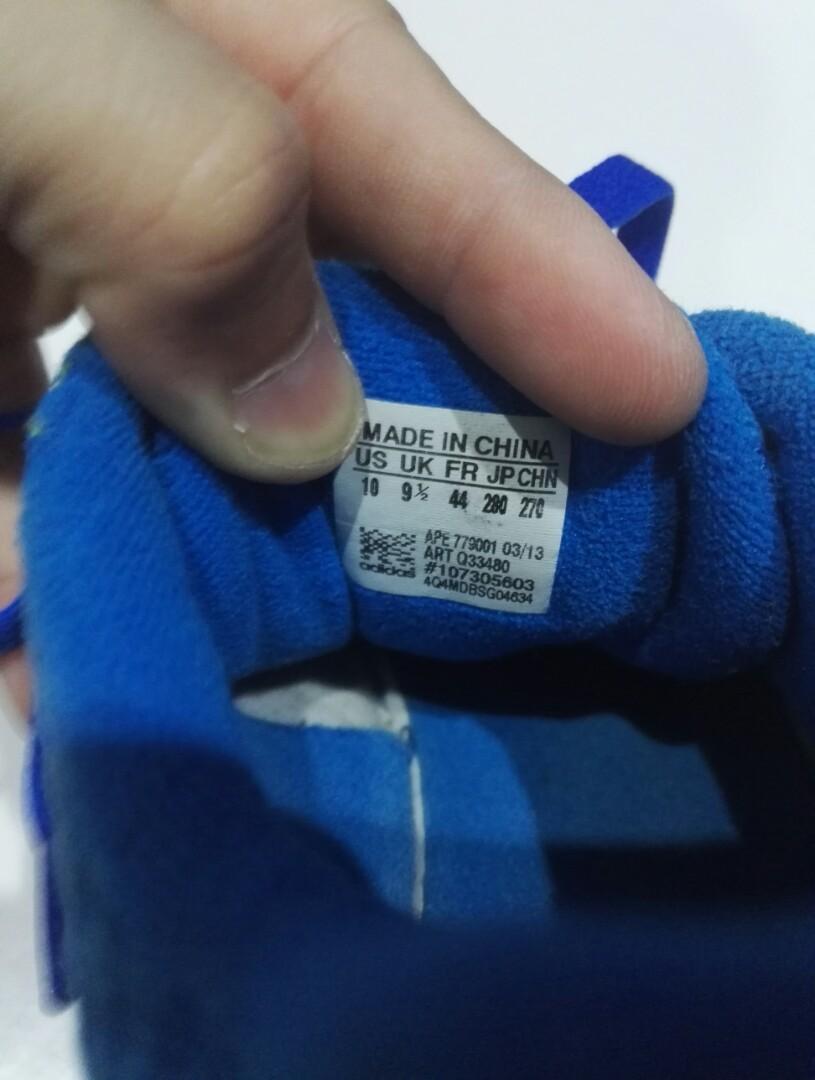 MADE IN CHINA
US UK FR JP CHN
10 9½ 44 280 270
APE 779001 03/13
ART Q33480
#107305603
4Q4MDBSG04634
adidas